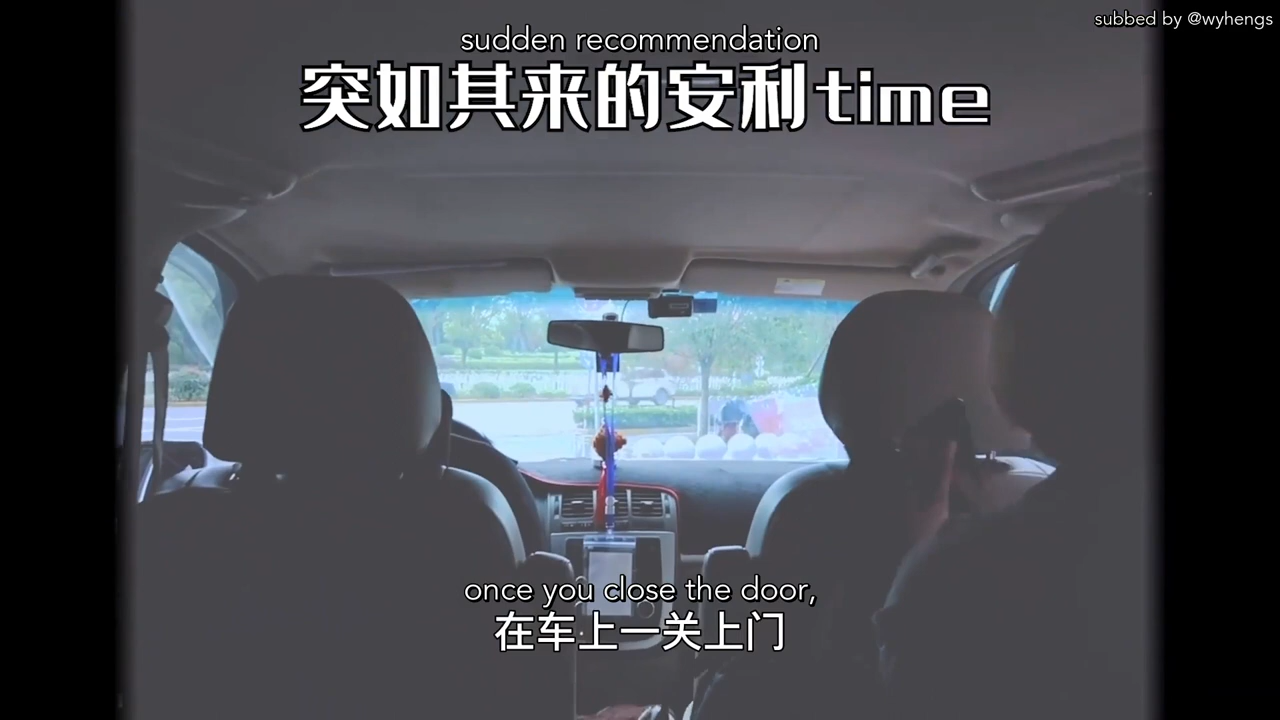 subbed by @wyhengs
sudden recommendation
突如其来的安利time
once you close the door,
在车上一关上门